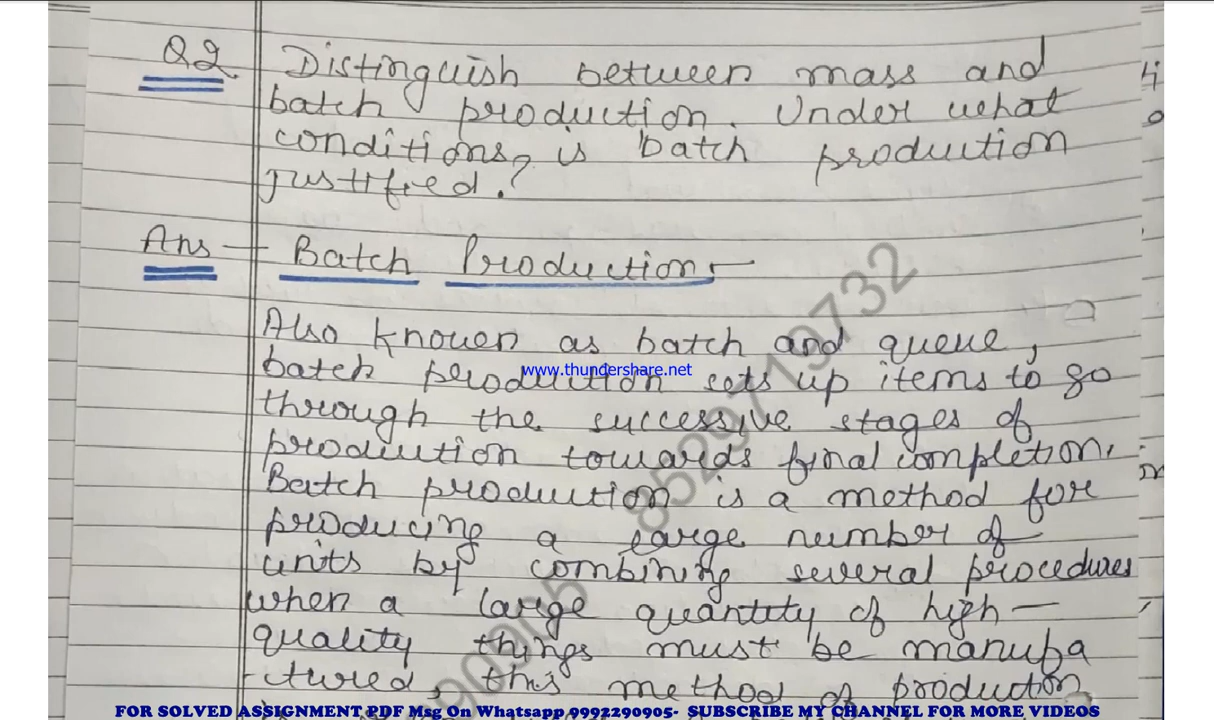 Q2 Distinguish between mass and
batch production. Under what
conditions, is batch production
justified.?
Ans - Batch Production -
Also known as batch and queue,
batch production sets up items to go
through the successive stages of
production towards final completion.
Batch production is a method for
producing a large number of
units by combining several procedures
when a large quantity of high-
quality things must be manufa
-ctured, this method of production
www.thundershare.net
8529719732
FOR SOLVED ASSIGNMENT PDF Msg On Whatsapp 9992290905- SUBSCRIBE MY CHANNEL FOR MORE VIDEOS